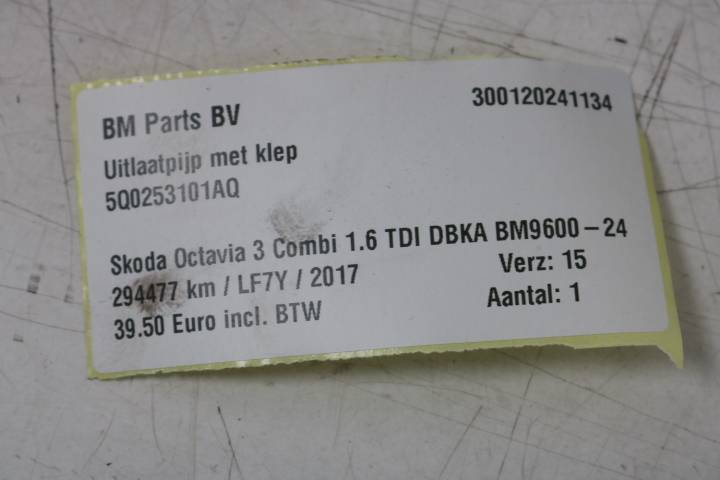 BM Parts BV
300120241134
Uitlaatpijp met klep
5Q0253101AQ
Skoda Octavia 3 Combi 1.6 TDI DBKA BM9600-24
294477 km / LF7Y / 2017
Verz: 15
39.50 Euro incl. BTW
Aantal: 1